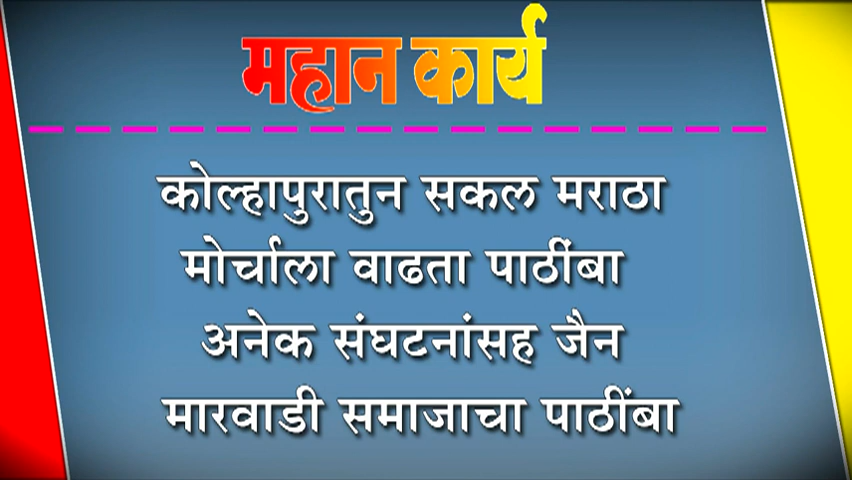 महान कार्य
कोल्हापुरातुन सकल मराठा
मोर्चाला वाढता पाठींबा
अनेक संघटनांसह जैन
मारवाडी समाजाचा पाठींबा